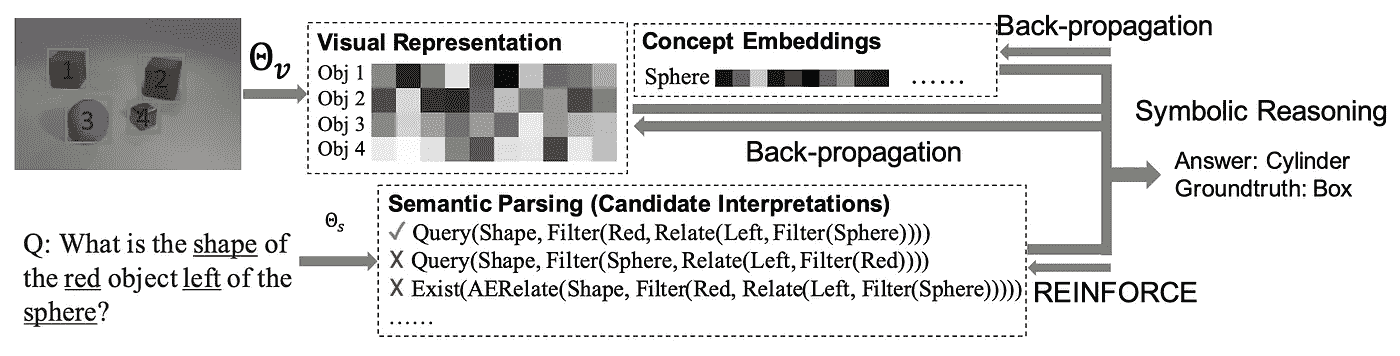 1
2
3
4
Θv
Visual Representation
Obj 1
Obj 2
Obj 3
Obj 4
Concept Embeddings
Sphere ……
Back-propagation
Back-propagation
Symbolic Reasoning
Answer: Cylinder
Groundtruth: Box
Q: What is the shape of
the red object left of the
sphere?
Θs
Semantic Parsing (Candidate Interpretations)
✓ Query(Shape, Filter(Red, Relate(Left, Filter(Sphere))))
X Query(Shape, Filter(Sphere, Relate(Left, Filter(Red))))
X Exist(AERelate(Shape, Filter(Red, Relate(Left, Filter(Sphere)))))
……
REINFORCE